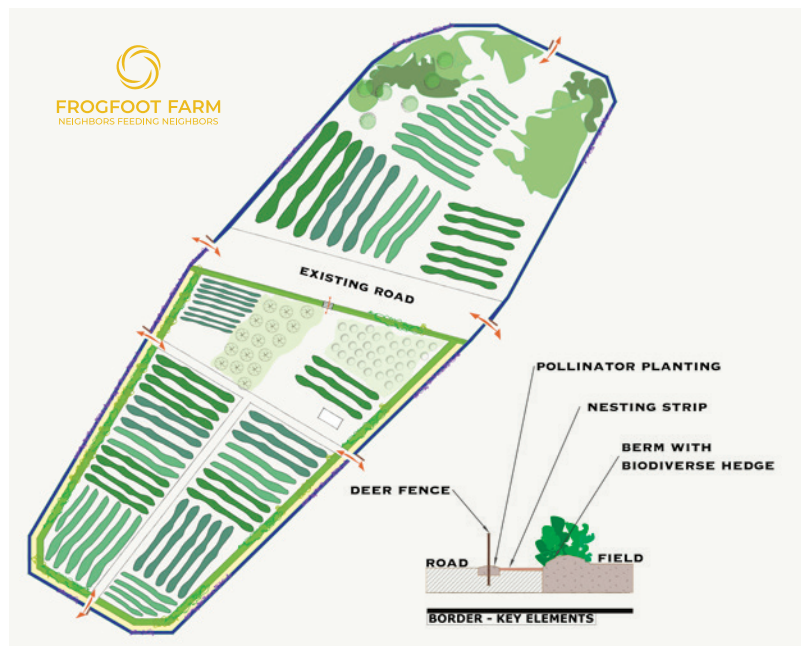 FROGFOOT FARM
NEIGHBORS FEEDING NEIGHBORS
EXISTING ROAD
POLLINATOR PLANTING
NESTING STRIP
BERM WITH
BIODIVERSE HEDGE
DEER FENCE
ROAD
FIELD
BORDER - KEY ELEMENTS